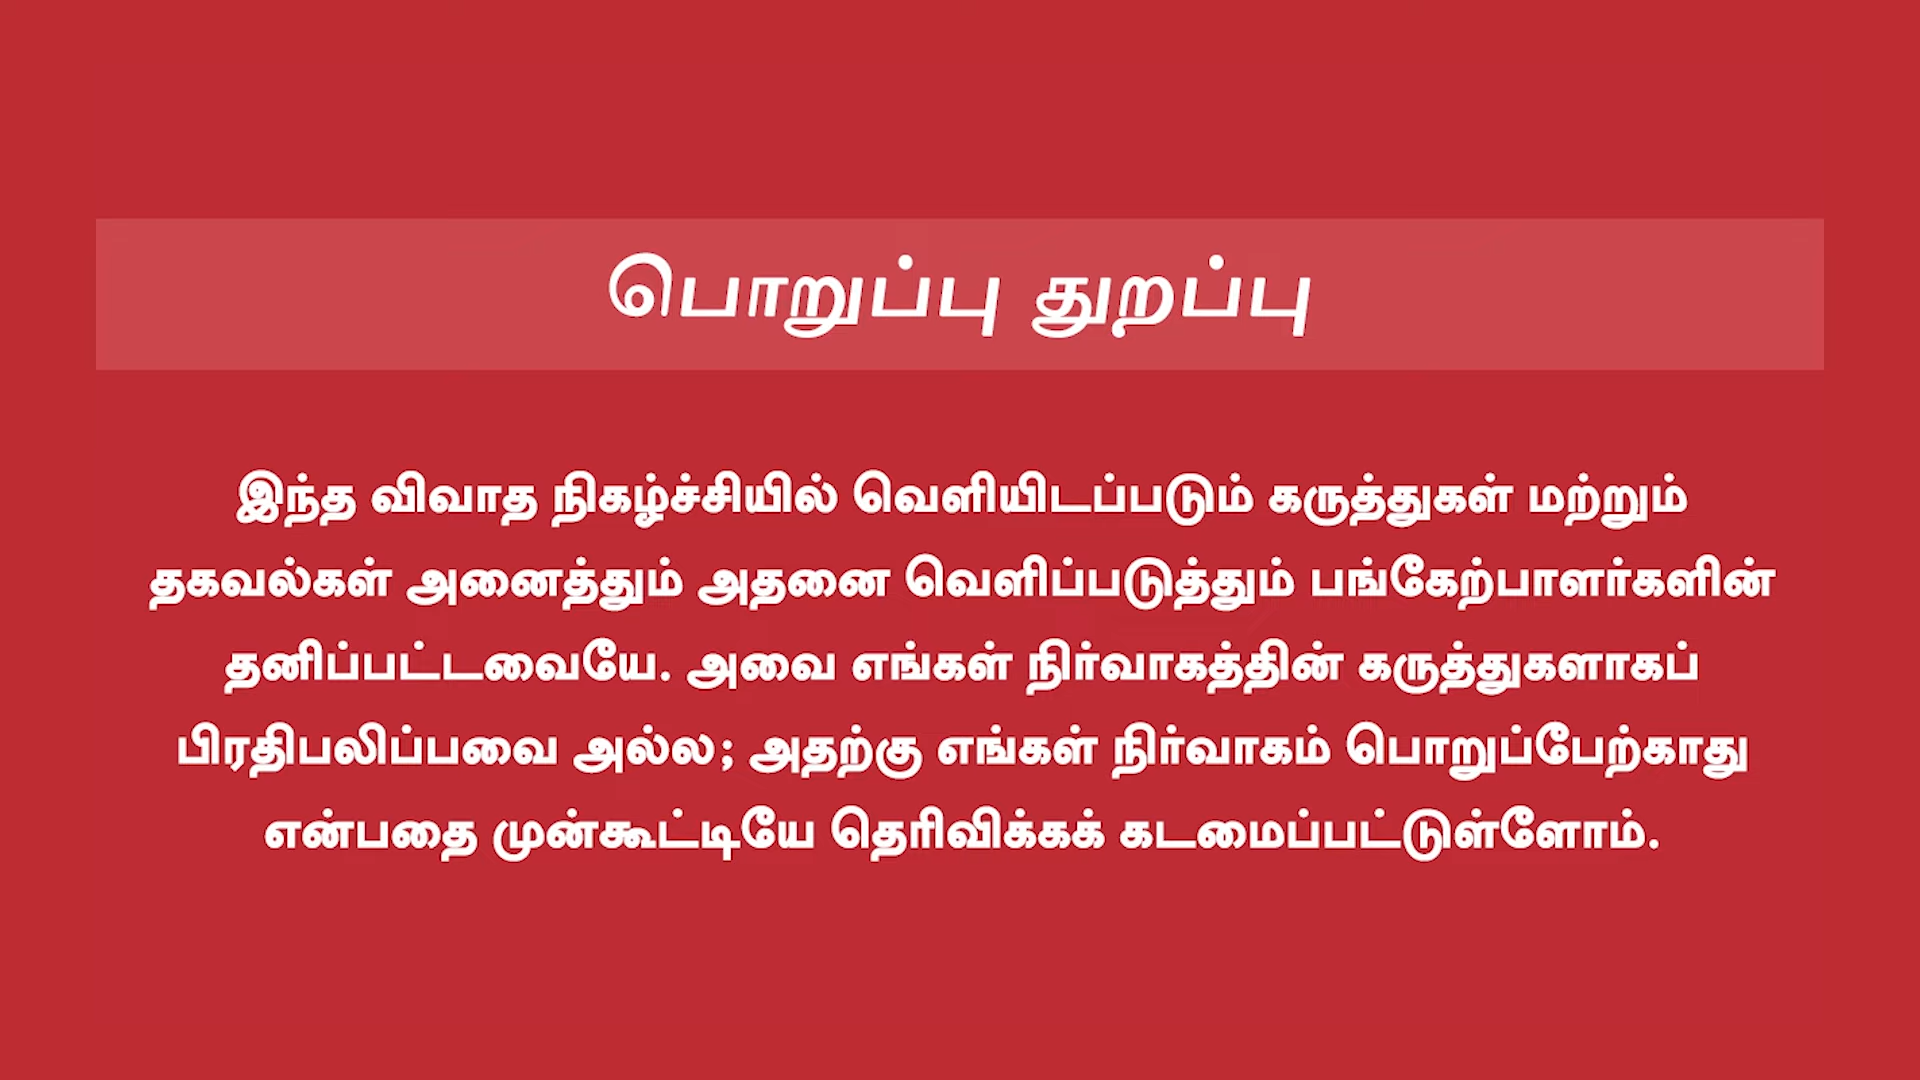 பொறுப்பு துறப்பு
இந்த விவாத நிகழ்ச்சியில் வெளியிடப்படும் கருத்துகள் மற்றும்
தகவல்கள் அனைத்தும் அதனை வெளிப்படுத்தும் பங்கேற்பாளர்களின்
தனிப்பட்டவையே. அவை எங்கள் நிர்வாகத்தின் கருத்துகளாகப்
பிரதிபலிப்பவை அல்ல; அதற்கு எங்கள் நிர்வாகம் பொறுப்பேற்காது
என்பதை முன்கூட்டியே தெரிவிக்கக் கடமைப்பட்டுள்ளோம்.